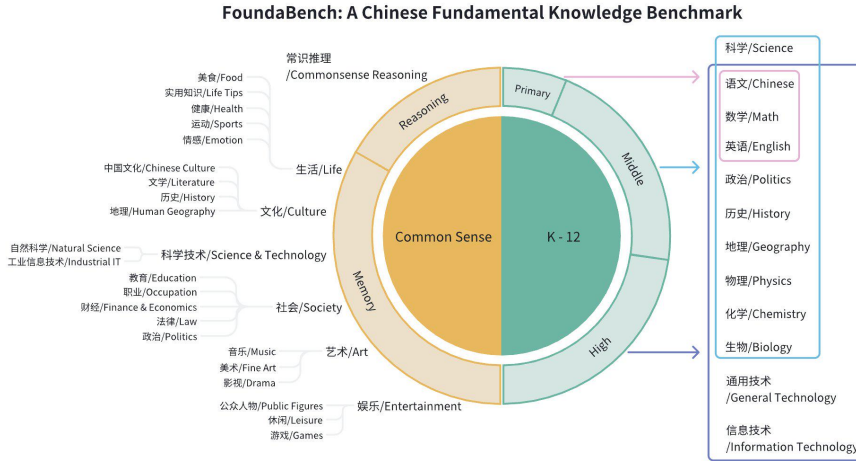 FoundaBench: A Chinese Fundamental Knowledge Benchmark
常识推理
/Commonsense Reasoning
美食/Food
实用知识/Life Tips
健康/Health
运动/Sports
情感/Emotion
生活/Life
中国文化/Chinese Culture
文学/Literature
历史/History
地理/Human Geography
文化/Culture
自然科学/Natural Science
工业信息技术/Industrial IT
科学技术/Science & Technology
教育/Education
职业/Occupation
财经/Finance & Economics
法律/Law
政治/Politics
社会/Society
音乐/Music
美术/Fine Art
影视/Drama
艺术/Art
公众人物/Public Figures
休闲/Leisure
游戏/Games
娱乐/Entertainment
Reasoning
Memory
Common Sense
K - 12
Primary
Middle
High
科学/Science
语文/Chinese
数学/Math
英语/English
政治/Politics
历史/History
地理/Geography
物理/Physics
化学/Chemistry
生物/Biology
通用技术
/General Technology
信息技术
/Information Technology